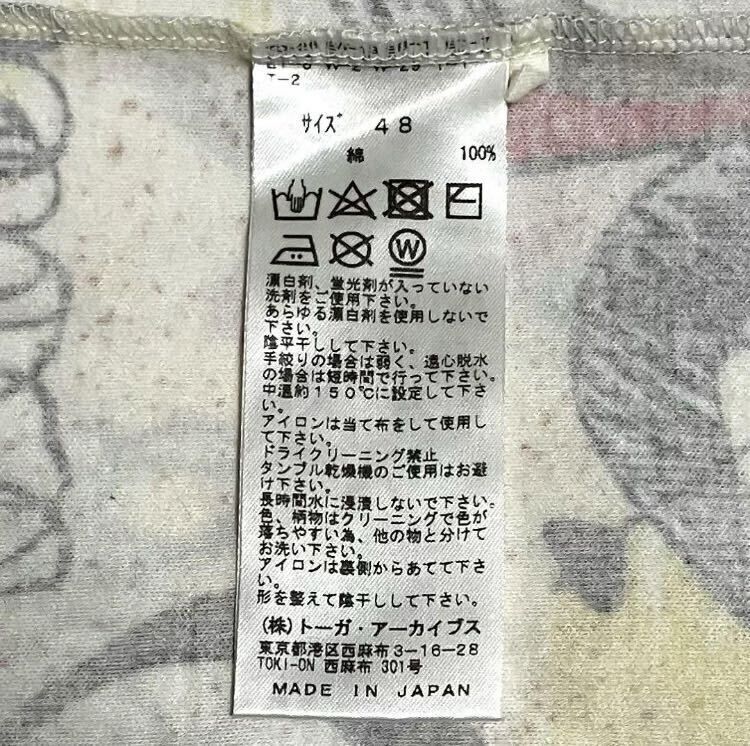 T-2
サイズ 48
綿 100%
W
漂白剤、蛍光剤が入っていない
洗剤をご使用下さい。
あらゆる漂白剤を使用しないで
下さい。
陰平干しして下さい。
手絞りの場合は弱く、遠心脱水
の場合は短時間で行って下さい。
中温約150℃に設定して下さ
い。
アイロンは当て布をして使用し
て下さい。
ドライクリーニング禁止
タンブル乾燥機のご使用はお避
け下さい。
長時間水に浸漬しないで下さい。
色、柄物はクリーニングで色が
落ちやすい為、他の物と分けて
お洗い下さい。
アイロンは裏側からあてて下さ
い。
形を整えて陰干しして下さい。
(株)トーガ・アーカイブス
東京都港区西麻布3-16-28
TOKI-ON 西麻布 301号
MADE IN JAPAN